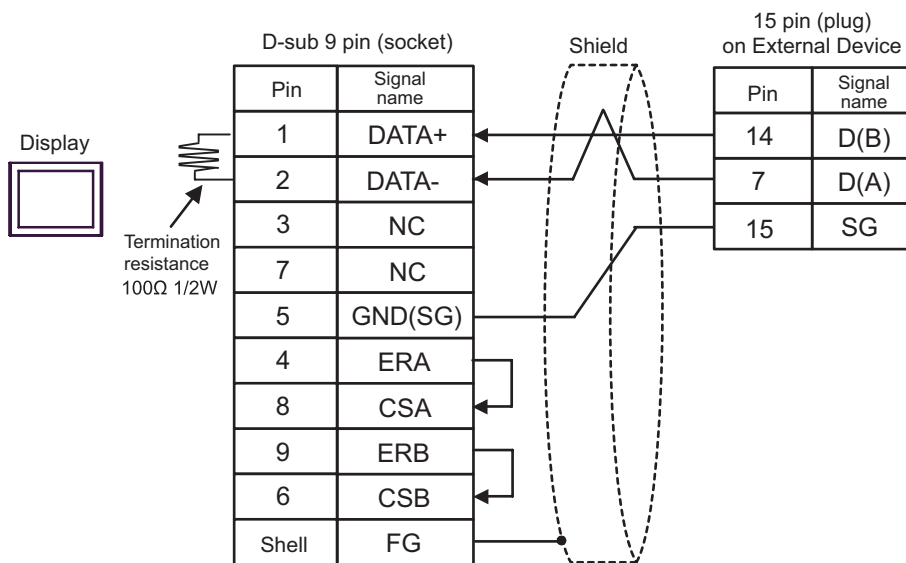 D-sub 9 pin (socket)
Shield
15 pin (plug)
on External Device
Display
Termination
resistance
100Ω 1/2W
Pin Signal name
1 DATA+
2 DATA-
3 NC
7 NC
5 GND(SG)
4 ERA
8 CSA
9 ERB
6 CSB
Shell FG
Pin Signal name
14 D(B)
7 D(A)
15 SG